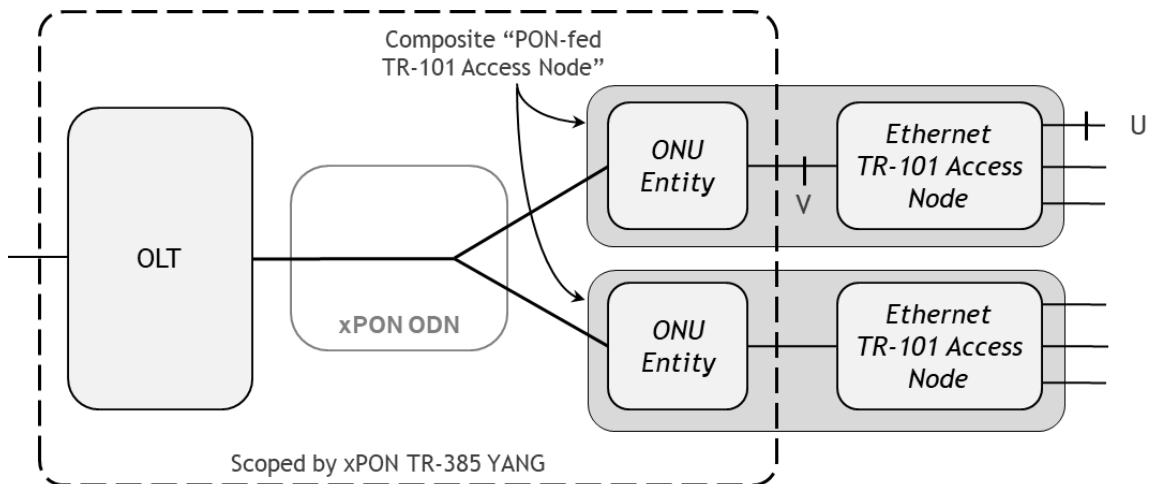 Composite “PON-fed
TR-101 Access Node”
OLT
xPON ODN
ONU
Entity
V
Ethernet
TR-101 Access
Node
U
ONU
Entity
Ethernet
TR-101 Access
Node
Scoped by xPON TR-385 YANG